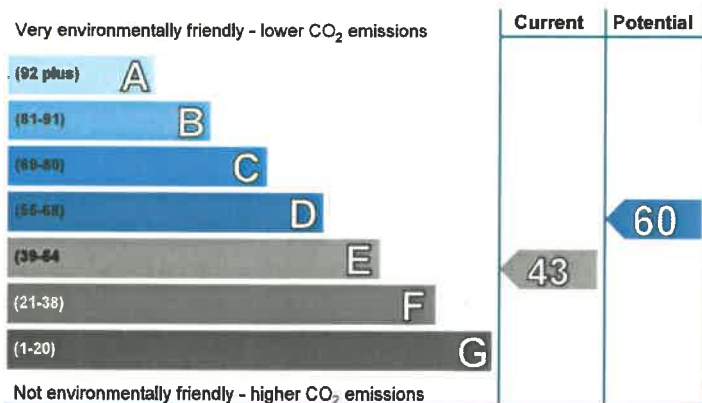 Current Potential
Very environmentally friendly - lower CO₂ emissions
(92 plus) A
(81-91) B
(69-80) C
(55-68) D
60
(39-54 E
43
(21-38) F
(1-20) G
Not environmentally friendly - higher CO₂ emissions